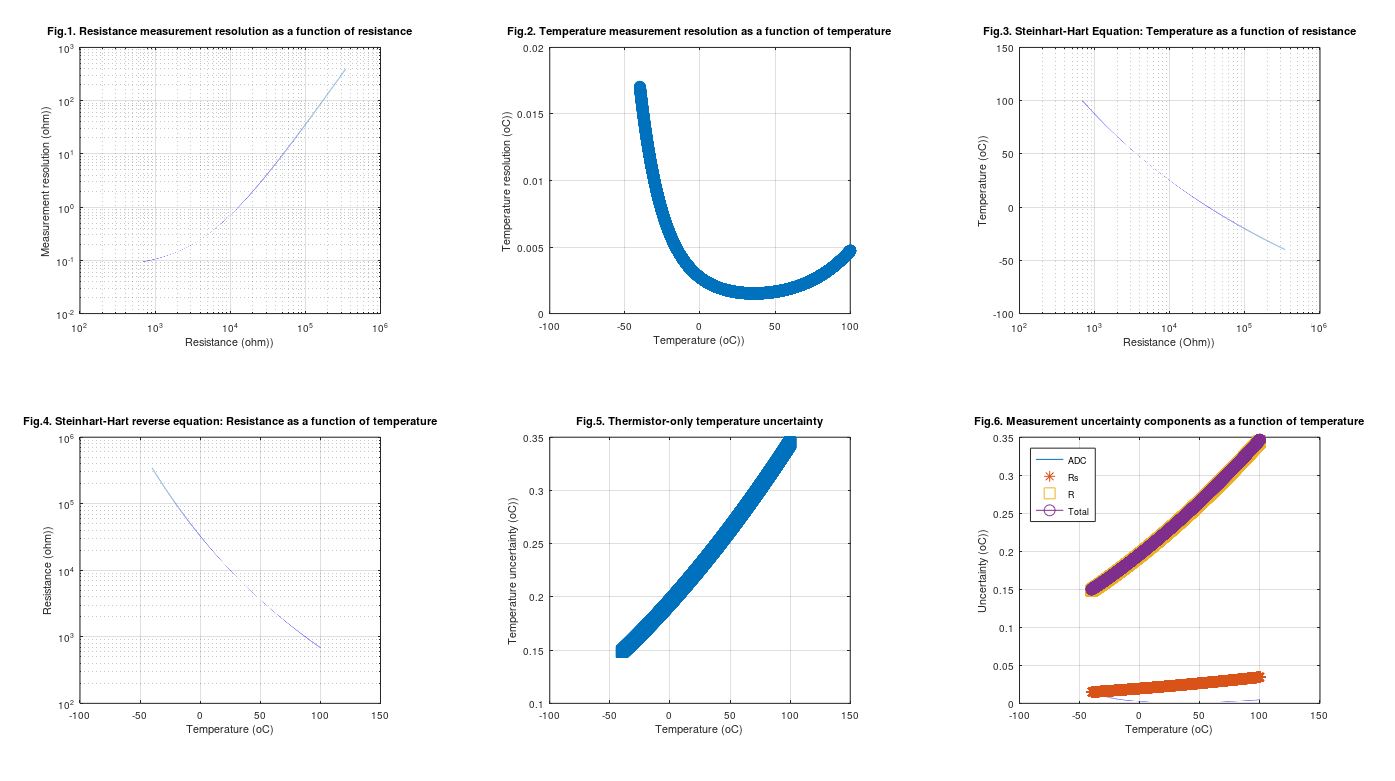 Fig.1. Resistance measurement resolution as a function of resistance
10^3
10^2
10^1
10^0
10^-1
10^-2
Measurement resolution (ohm))
10^2 10^3 10^4 10^5 10^6
Resistance (ohm))
Fig.2. Temperature measurement resolution as a function of temperature
0.02
0.015
0.01
0.005
0
Temperature resolution (oC))
-100 -50 0 50 100
Temperature (oC))
Fig.3. Steinhart-Hart Equation: Temperature as a function of resistance
150
100
50
0
-50
-100
Temperature (oC))
10^2 10^3 10^4 10^5 10^6
Resistance (Ohm))
Fig.4. Steinhart-Hart reverse equation: Resistance as a function of temperature
10^6
10^5
10^4
10^3
10^2
Resistance (ohm))
-100 -50 0 50 100 150
Temperature (oC)
Fig.5. Thermistor-only temperature uncertainty
0.35
0.3
0.25
0.2
0.15
0.1
Temperature uncertainty (oC))
-100 -50 0 50 100 150
Temperature (oC)
Fig.6. Measurement uncertainty components as a function of temperature
0.35
0.3
0.25
0.2
0.15
0.1
0.05
0
Uncertainty (oC))
ADC
Rs
R
Total
-100 -50 0 50 100 150
Temperature (oC)